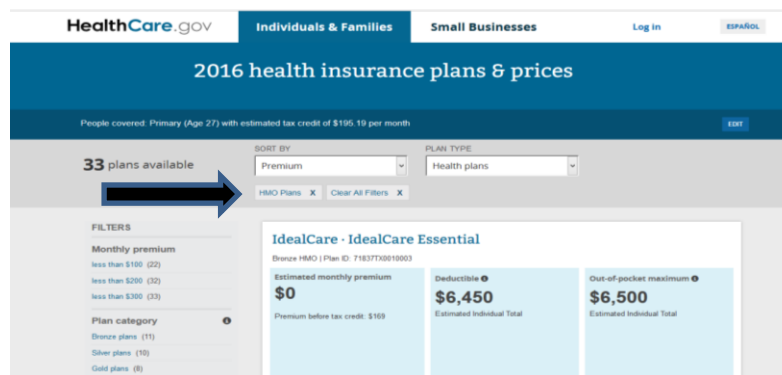 HealthCare.gov Individuals & Families Small Businesses Log in ESPAÑOL
2016 health insurance plans & prices
People covered: Primary (Age 27) with estimated tax credit of $195.19 per month EDIT
SORT BY PLAN TYPE
33 plans available Premium Health plans
HMO Plans X Clear All Filters X
FILTERS
Monthly premium
less than $100 (22)
less than $200 (32)
less than $300 (33)
Plan category
Bronze plans (11)
Silver plans (10)
Gold plans (8)
IdealCare · IdealCare Essential
Bronze HMO | Plan ID: 71837TX0010003
Estimated monthly premium
$0
Premium before tax credit: $169
Deductible
$6,450
Estimated Individual Total
Out-of-pocket maximum
$6,500
Estimated Individual Total